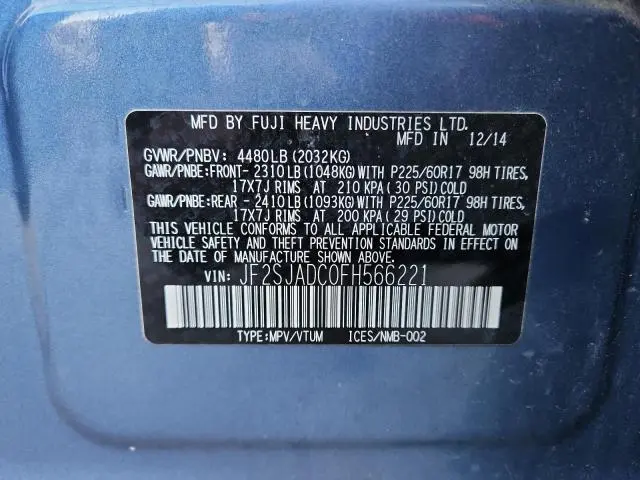 MFD BY FUJI HEAVY INDUSTRIES LTD.
MFD IN 12/14
GVWR/PNBV: 4480LB(2032KG)
GAWR/PNBE:FRONT-2310LB(1048KG)WITH P225/60R17 98H TIRES,
17X7J RIMS AT 210 KPA(30 PSI)COLD
GAWR/PNBE:REAR -2410LB(1093KG)WITH P225/60R17 98H TIRES,
17X7J RIMS AT 200 KPA(29 PSI)COLD
THIS VEHICLE CONFORMS TO ALL APPLICABLE FEDERAL MOTOR
VEHICLE SAFETY AND THEFT PREVENTION STANDARDS IN EFFECT ON
THE DATE OF MANUFACTURE SHOWN ABOVE.
VIN: JF2SJADC0FH566221
TYPE:MPV/VTUM ICES/NMB-002